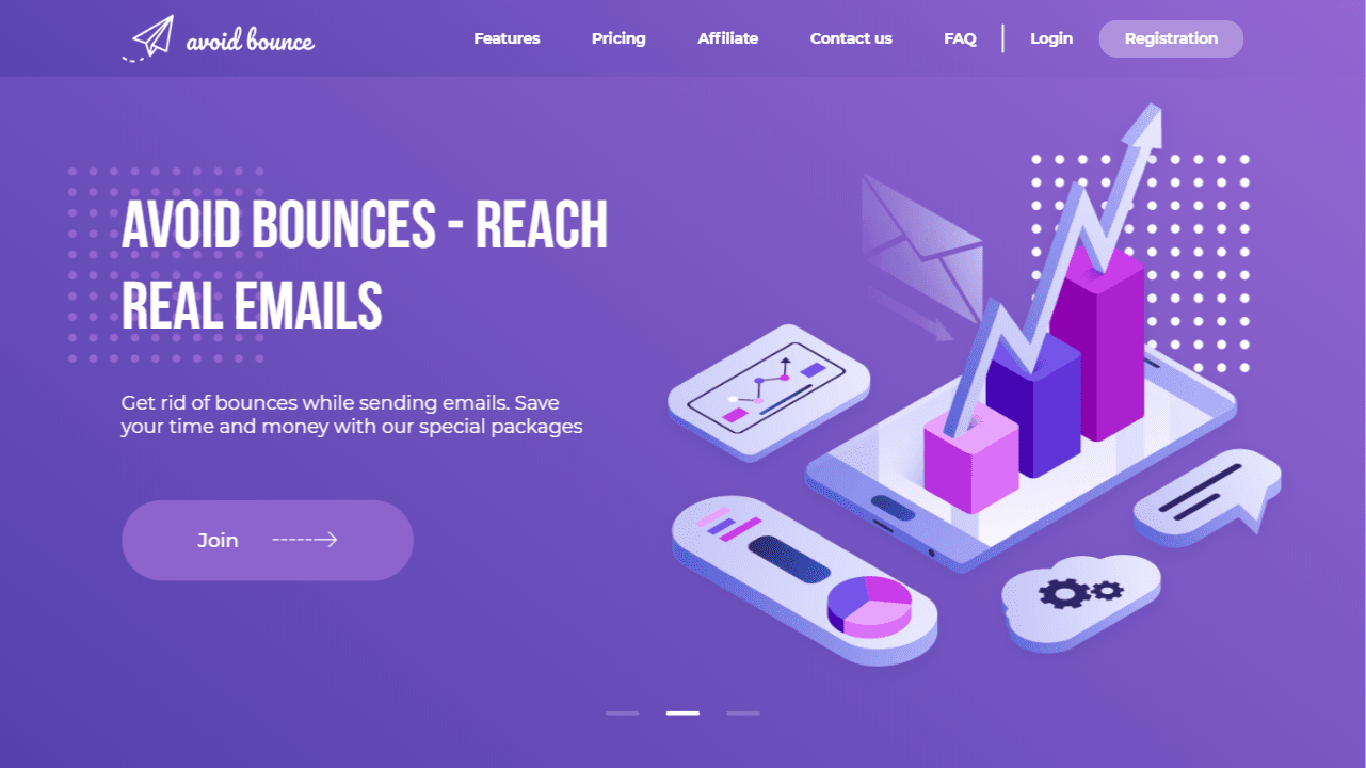 avoid bounce
Features
Pricing
Affiliate
Contact us
FAQ
Login
Registration
AVOID BOUNCES - REACH
REAL EMAILS
Get rid of bounces while sending emails. Save
your time and money with our special packages
Join